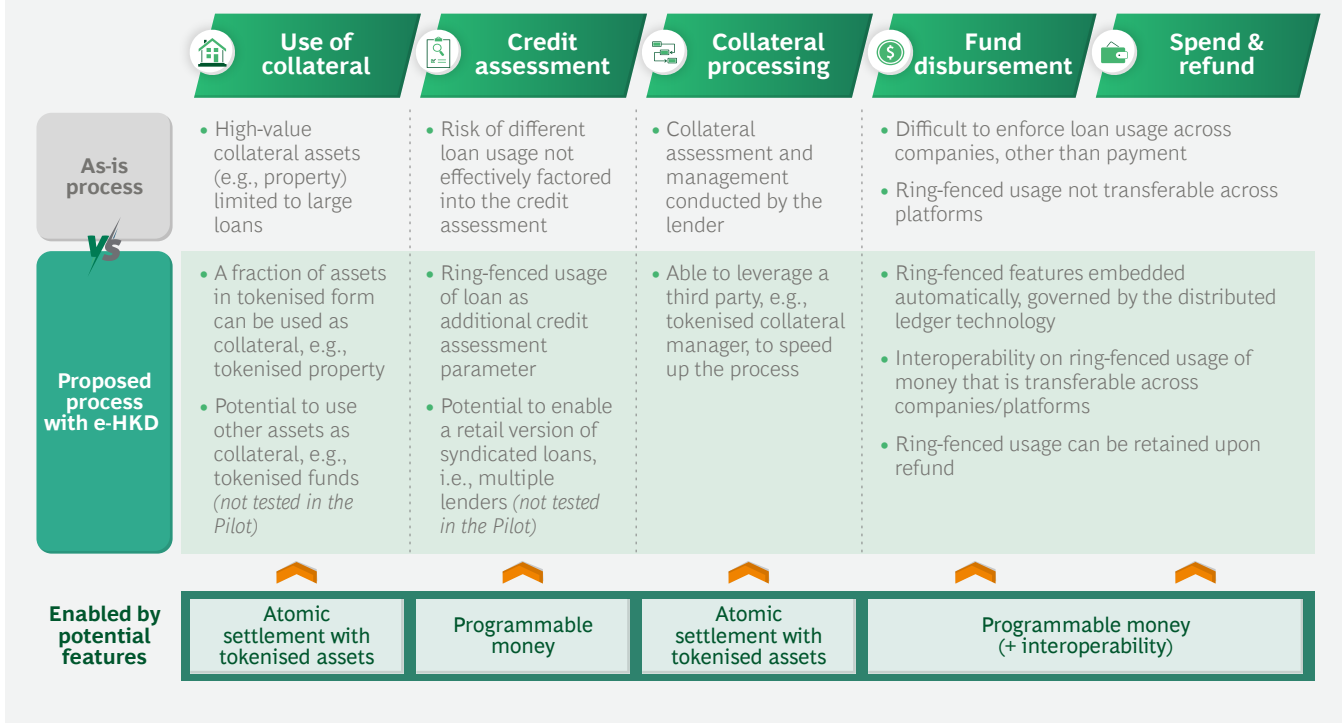 Use of
collateral
Credit
assessment
Collateral
processing
Fund
disbursement
Spend &
refund
As-is
process
• High-value
collateral assets
(e.g., property)
limited to large
loans
• Risk of different
loan usage not
effectively factored
into the credit
assessment
• Collateral
assessment and
management
conducted by the
lender
• Difficult to enforce loan usage across
companies, other than payment
• Ring-fenced usage not transferable across
platforms
VS
Proposed
process
with e-HKD
• A fraction of assets
in tokenised form
can be used as
collateral, e.g.,
tokenised property
• Potential to use
other assets as
collateral, e.g.,
tokenised funds
(not tested in the
Pilot)
• Ring-fenced usage
of loan as
additional credit
assessment
parameter
• Potential to enable
a retail version of
syndicated loans,
i.e., multiple
lenders (not tested
in the Pilot)
• Able to leverage a
third party, e.g.,
tokenised collateral
manager, to speed
up the process
• Ring-fenced features embedded
automatically, governed by the distributed
ledger technology
• Interoperability on ring-fenced usage of
money that is transferable across
companies/platforms
• Ring-fenced usage can be retained upon
refund
Enabled by
potential
features
Atomic
settlement with
tokenised assets
Programmable
money
Atomic
settlement with
tokenised assets
Programmable money
(+ interoperability)